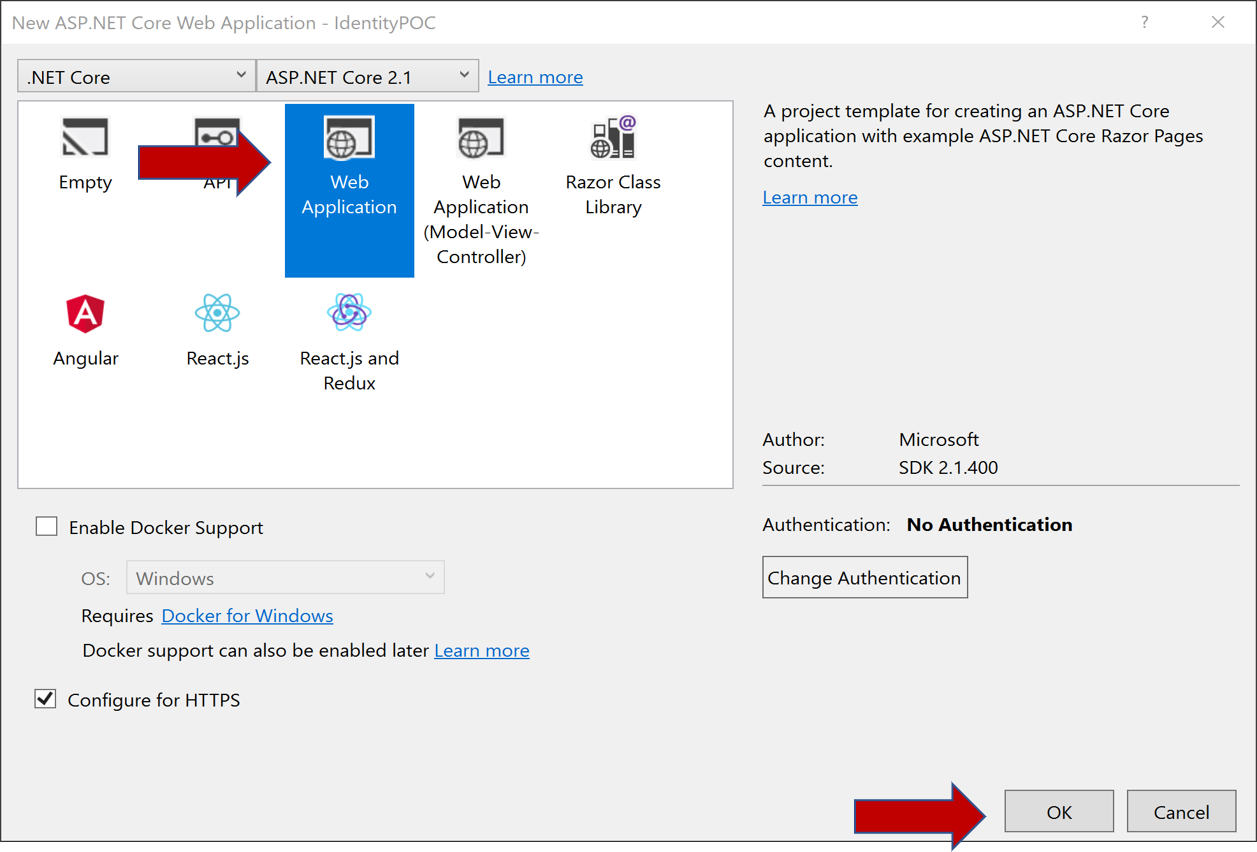 New ASP.NET Core Web Application - IdentityPOC
?
.NET Core
ASP.NET Core 2.1
Learn more
Empty
API
Web
Application
Web
Application
(Model-View-
Controller)
Razor Class
Library
Angular
React.js
React.js and
Redux
A project template for creating an ASP.NET Core
application with example ASP.NET Core Razor Pages
content.
Learn more
Author: Microsoft
Source: SDK 2.1.400
Authentication: No Authentication
Change Authentication
Enable Docker Support
OS: Windows
Requires Docker for Windows
Docker support can also be enabled later Learn more
Configure for HTTPS
OK
Cancel